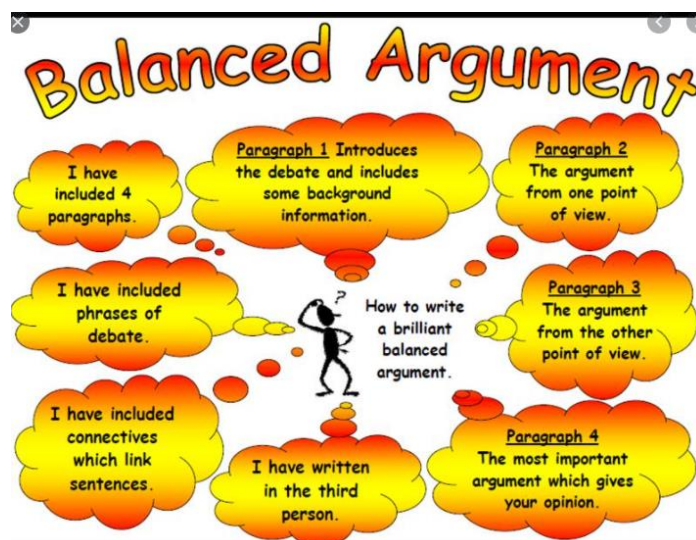 Balanced Argument
I have
included 4
paragraphs.
Paragraph 1 Introduces
the debate and includes
some background
information.
Paragraph 2
The argument
from one point
of view.
I have included
phrases of
debate.
?
How to write
a brilliant
balanced
argument.
Paragraph 3
The argument
from the other
point of view.
I have included
connectives
which link
sentences.
I have written
in the third
person.
Paragraph 4
The most important
argument which gives
your opinion.